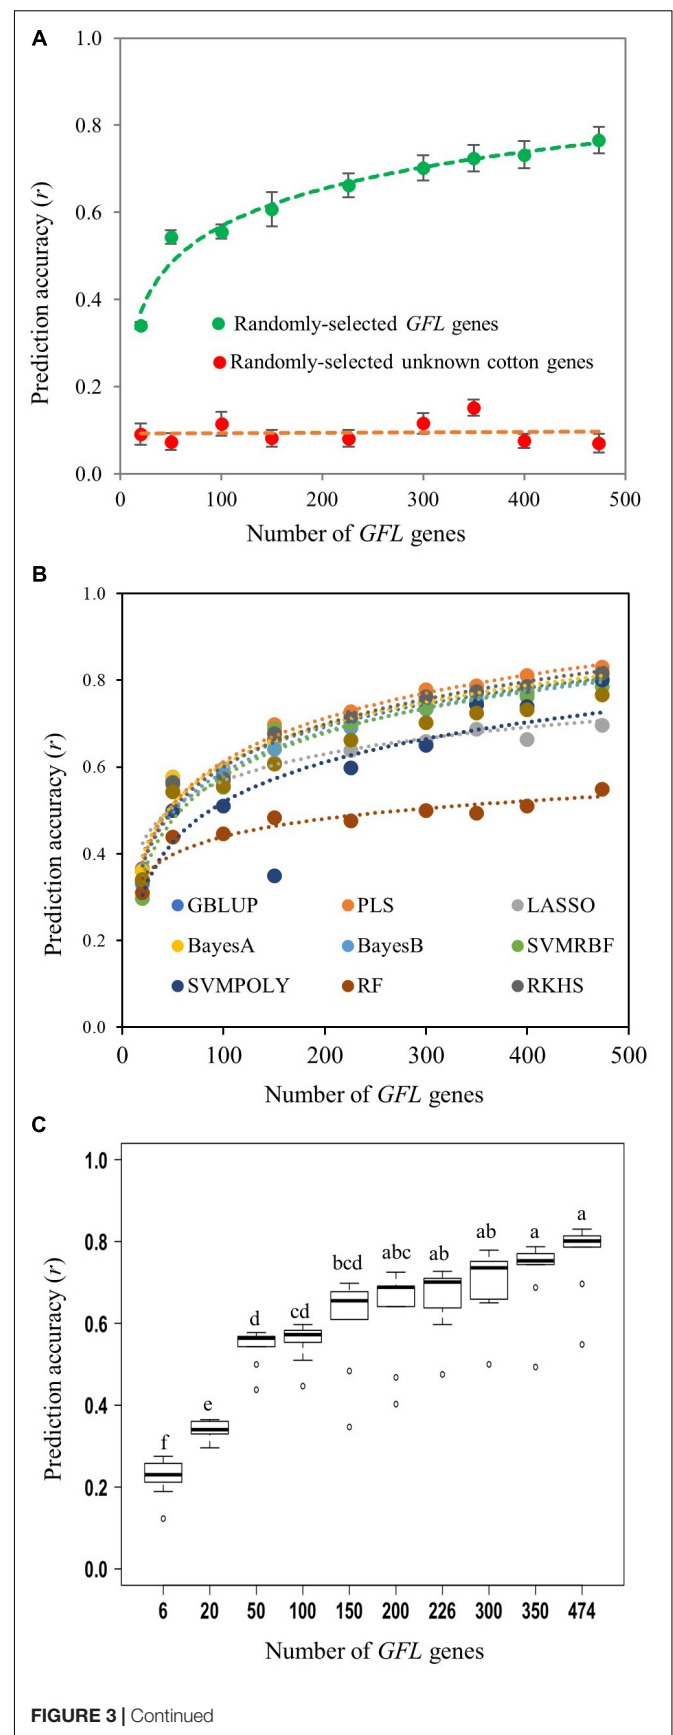 A
1.0
0.8
0.6
0.4
0.2
0.0
Prediction accuracy (r)
Randomly-selected GFL genes
Randomly-selected unknown cotton genes
0 100 200 300 400 500
Number of GFL genes
B
1.0
0.8
0.6
0.4
0.2
0.0
Prediction accuracy (r)
GBLUP PLS LASSO
BayesA BayesB SVMRBF
SVMPOLY RF RKHS
0 100 200 300 400 500
Number of GFL genes
C
1.0
0.8
0.6
0.4
0.2
0.0
Prediction accuracy (r)
f e d cd bcd abc ab ab a a
6 20 50 100 150 200 226 300 350 474
Number of GFL genes
FIGURE 3 | Continued